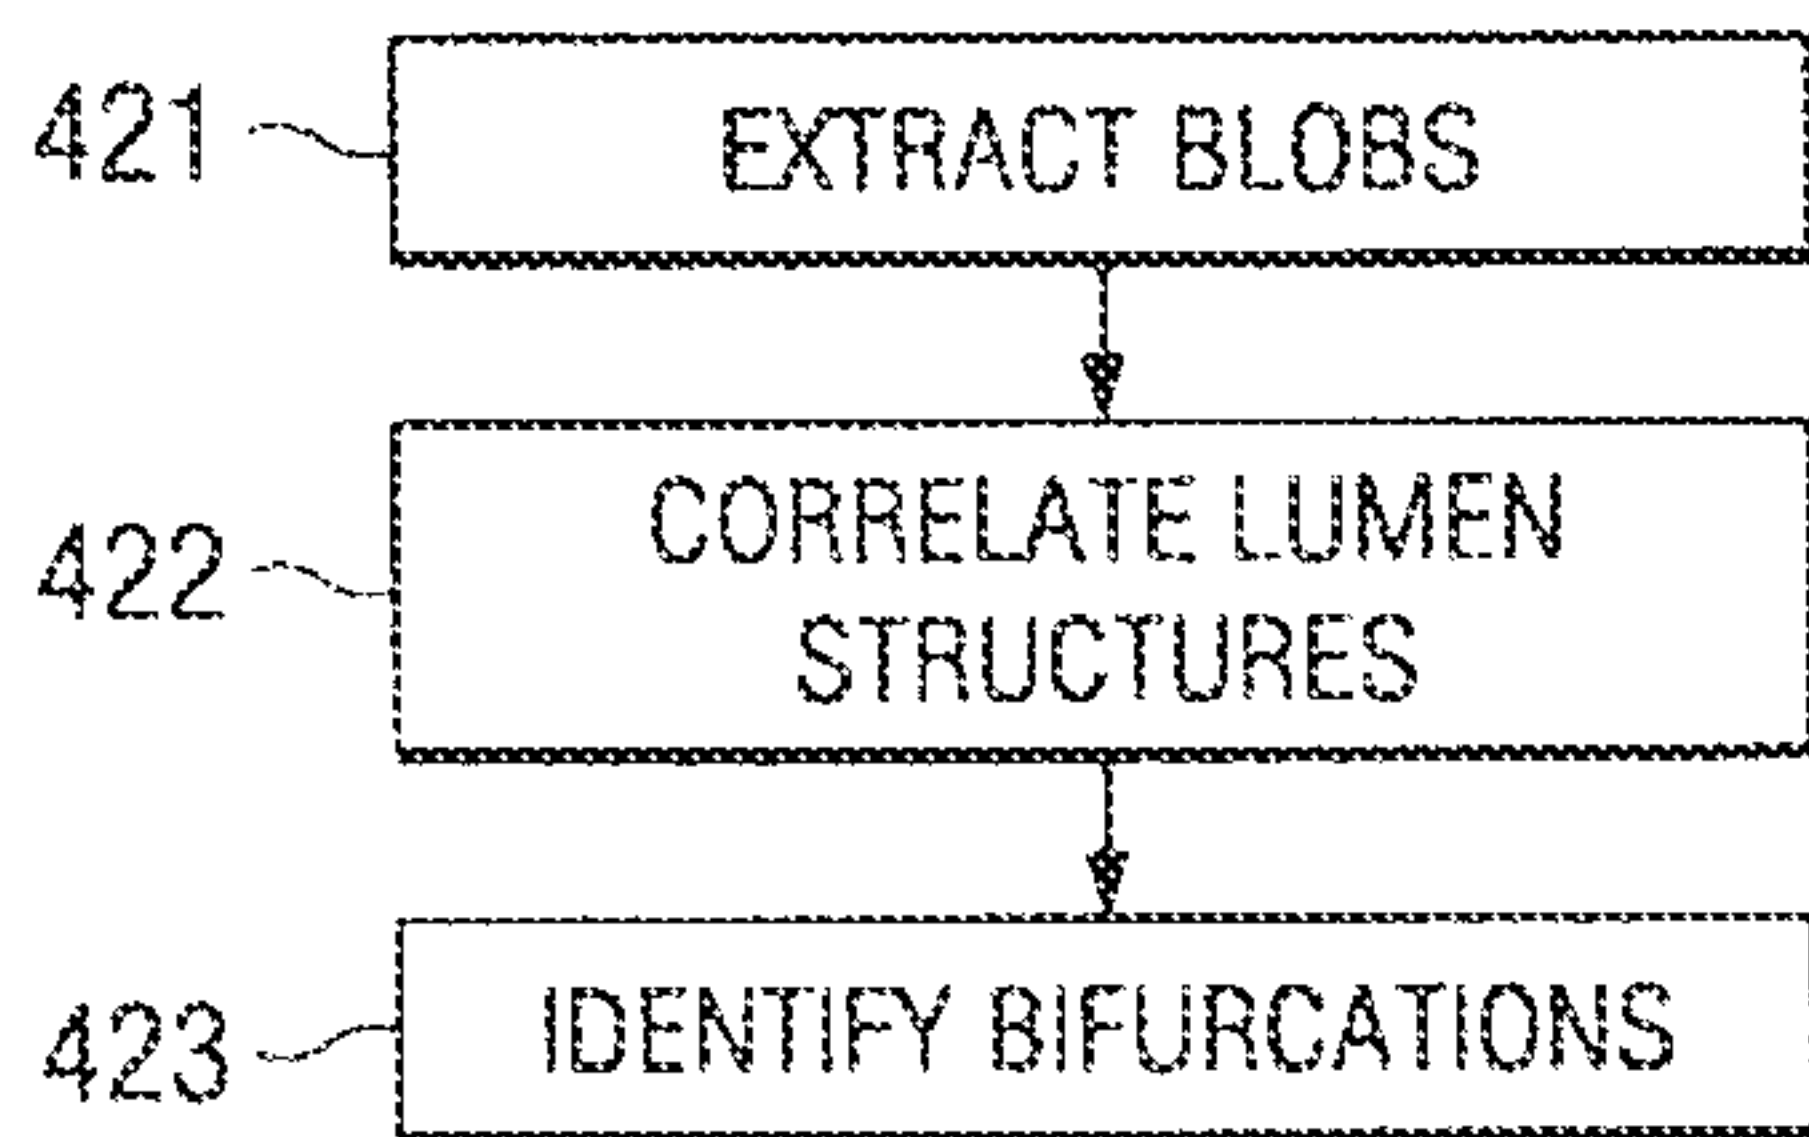 421 EXTRACT BLOBS
422 CORRELATE LUMEN
STRUCTURES
423 IDENTIFY BIFURCATIONS